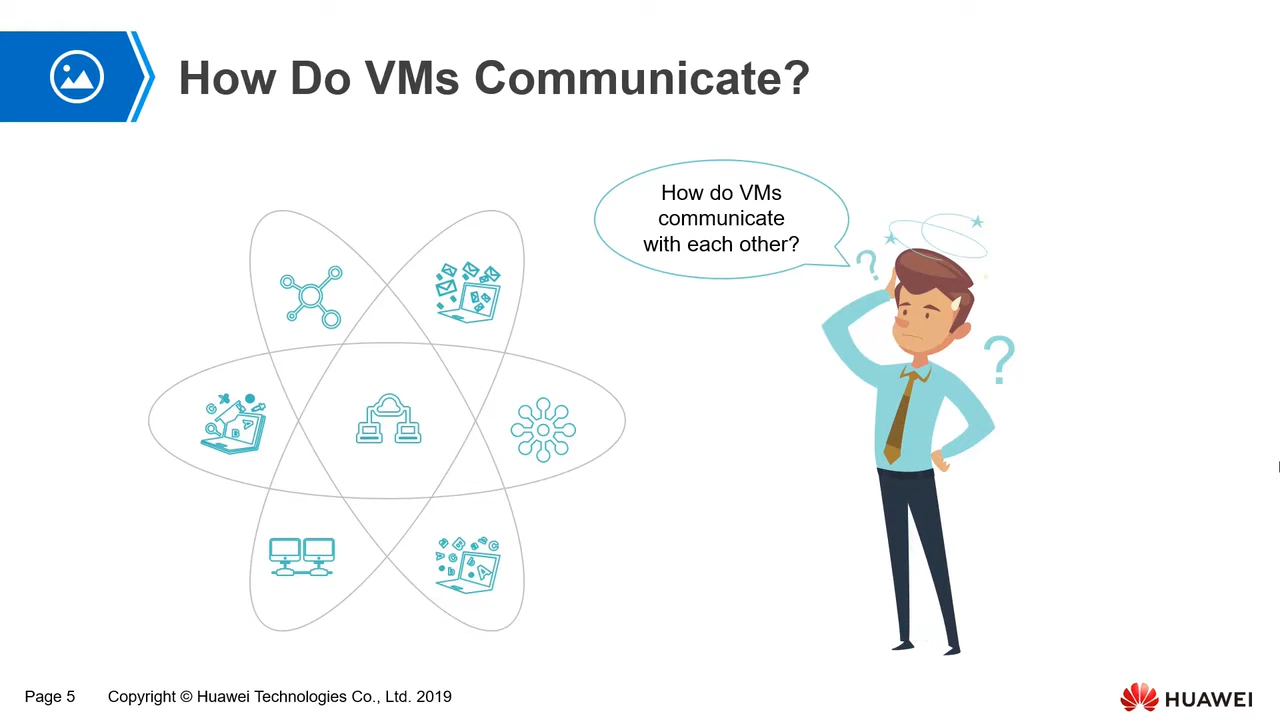 How Do VMs Communicate?
How do VMs
communicate
with each other?
?
?
Page 5
Copyright © Huawei Technologies Co., Ltd. 2019
HUAWEI